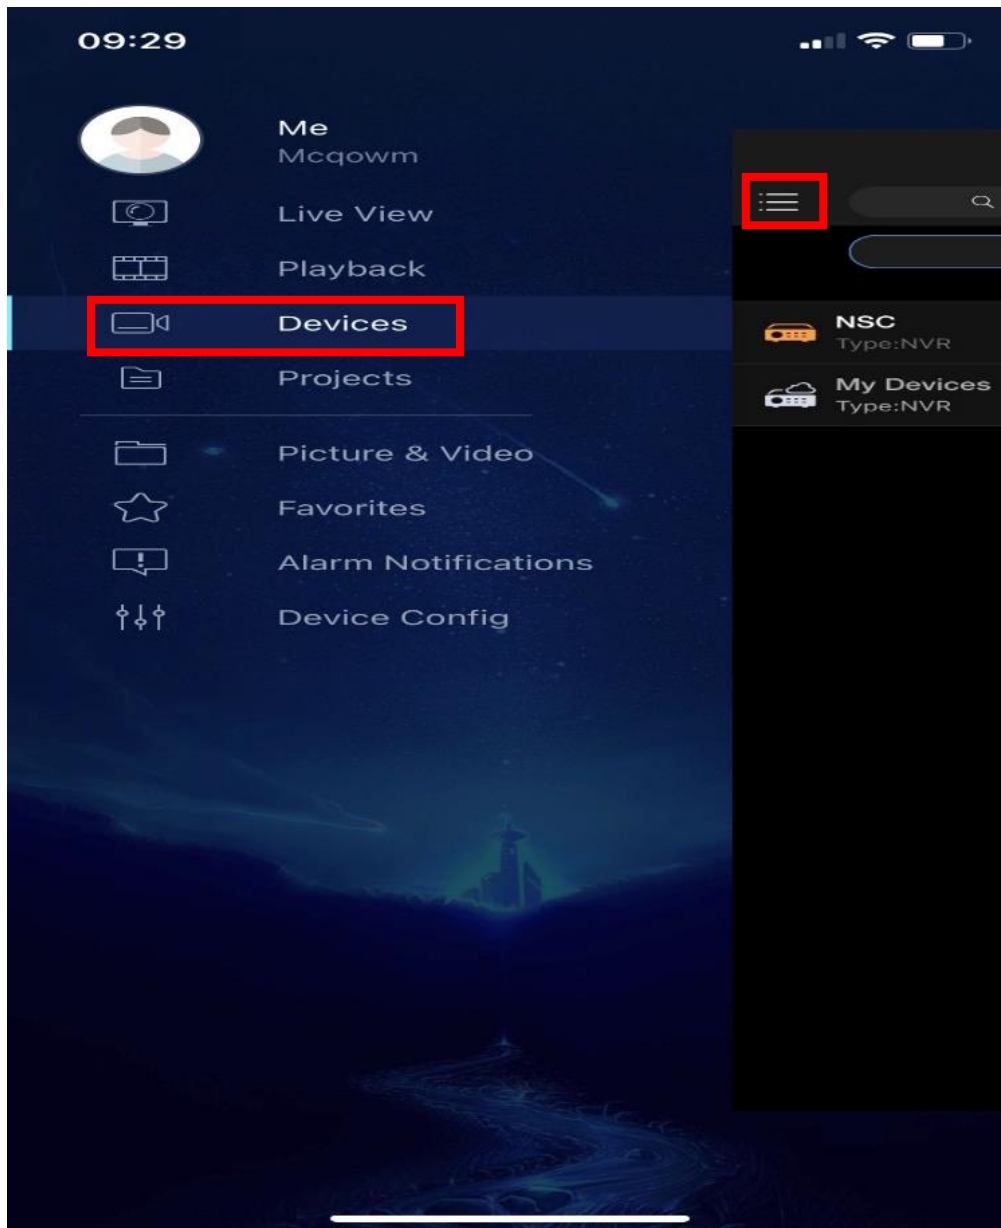 09:29
Me
Mcqowm
Live View
Playback
Devices
Projects
Picture & Video
Favorites
Alarm Notifications
Device Config
NSC
Type:NVR
My Devices
Type:NVR